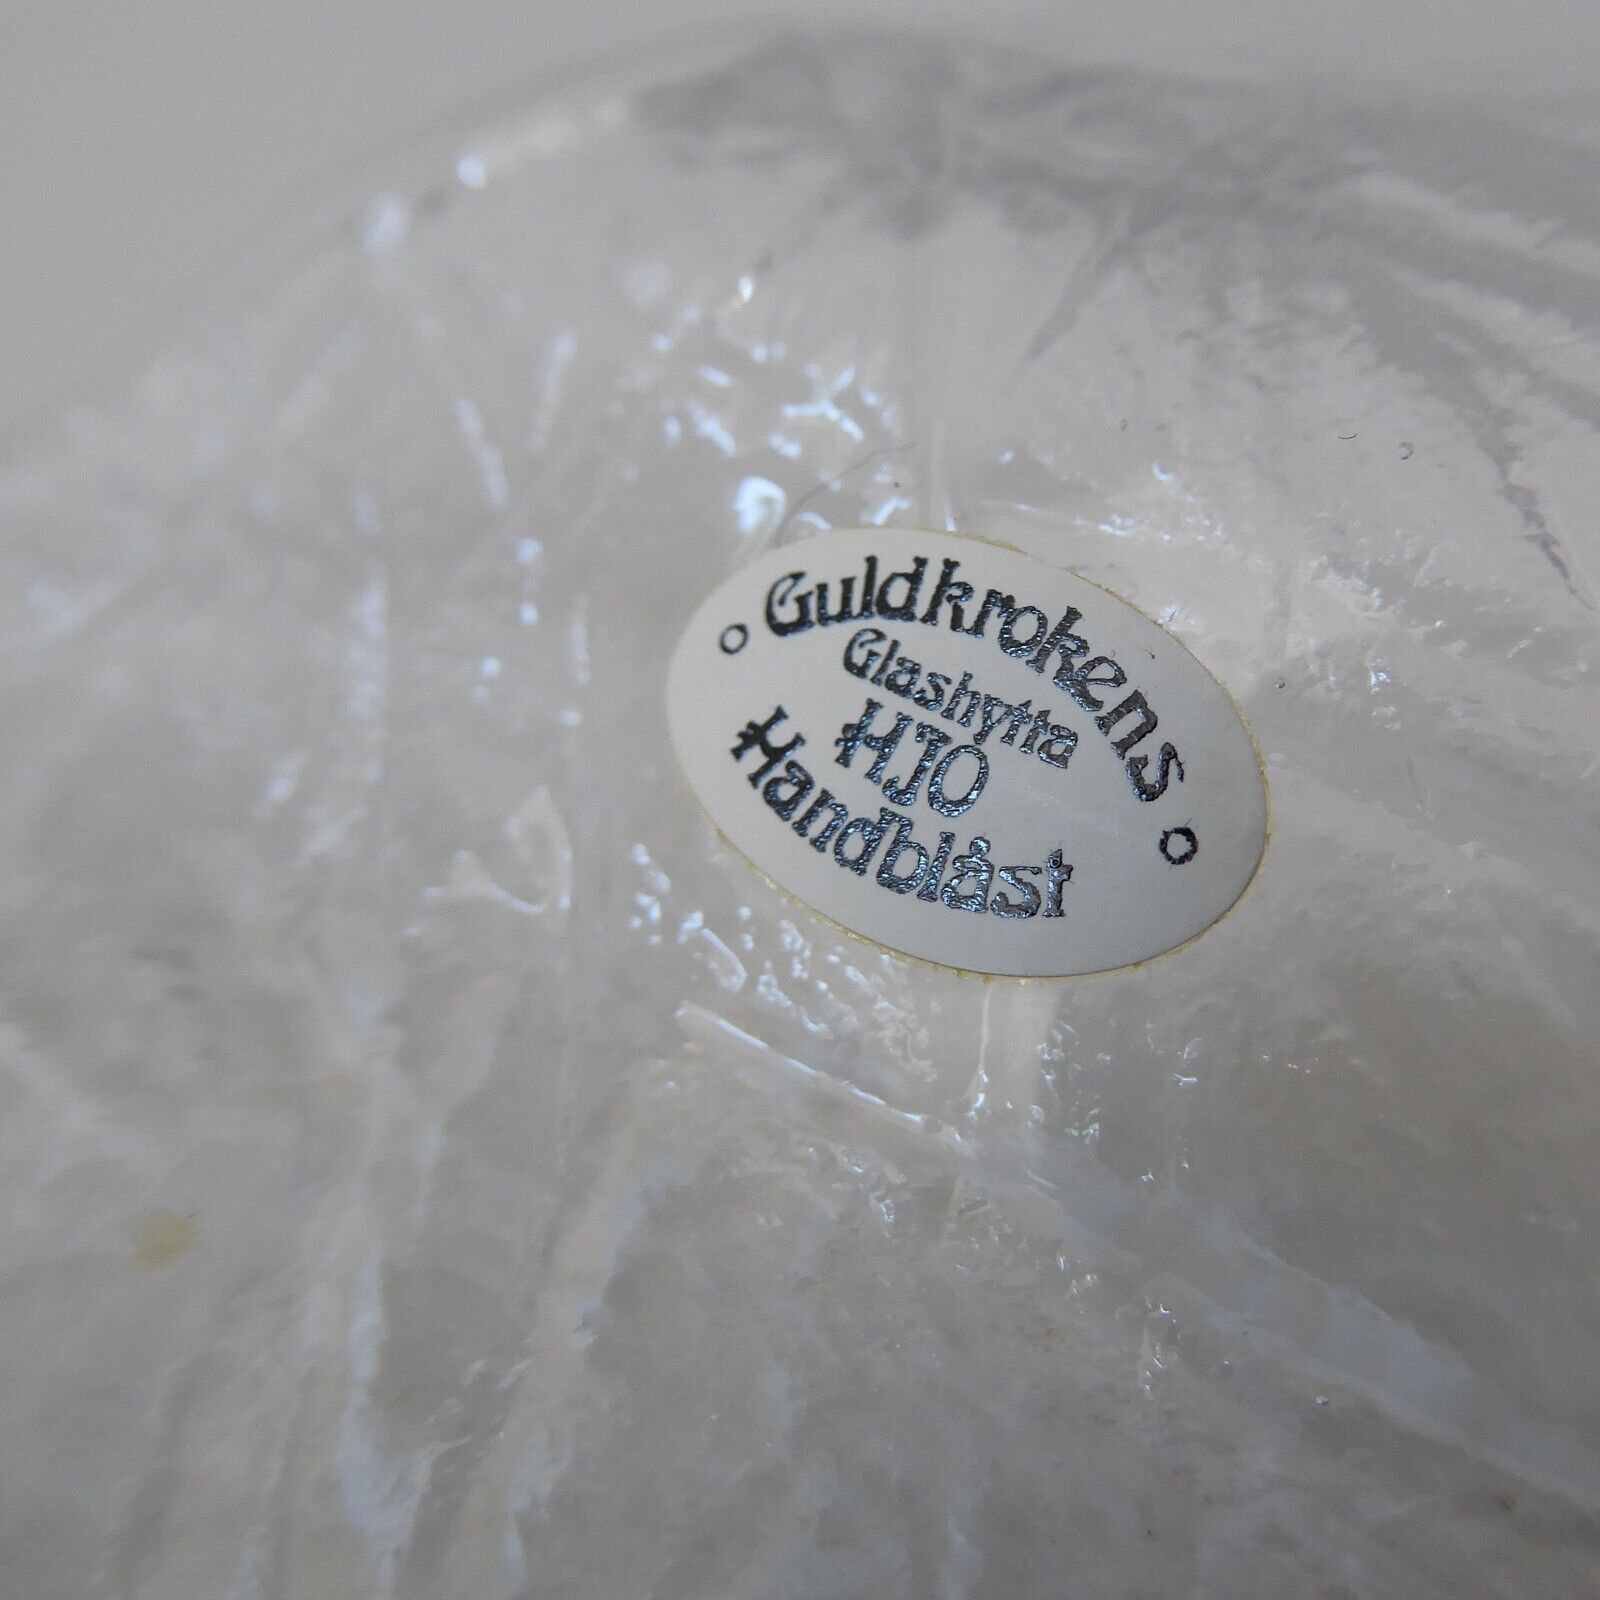 Guldkrokens
Glashytta
HJO
Handblåst